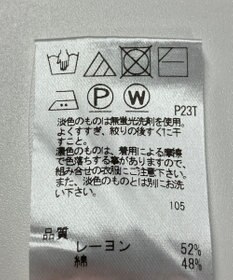 P W P23T
淡色のものは無蛍光洗剤を使用。
よくすすぎ、絞りの後すぐに干
すこと。
濃色のものは、着用による摩擦
で色落ちする事がありますので、
組み合せの衣服にご注意下さい。
また、淡色のものとは別にお洗
い下さい。
105
品質
レーヨン 52%
綿 48%